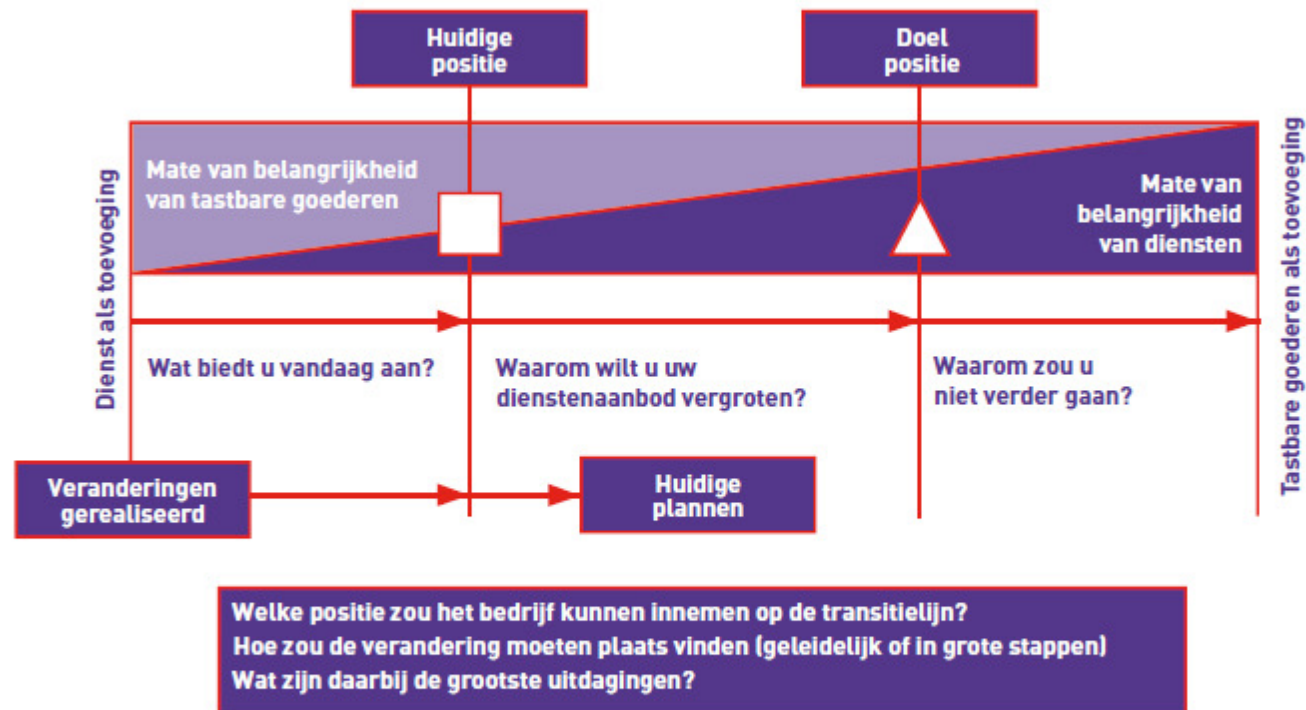 Huidige
positie
Doel
positie
Dienst als toevoeging
Mate van belangrijkheid
van tastbare goederen
Mate van
belangrijkheid
van diensten
Tastbare goederen als toevoeging
Wat biedt u vandaag aan?
Waarom wilt u uw
dienstenaanbod vergroten?
Waarom zou u
niet verder gaan?
Veranderingen
gerealiseerd
Huidige
plannen
Welke positie zou het bedrijf kunnen innemen op de transitielijn?
Hoe zou de verandering moeten plaats vinden (geleidelijk of in grote stappen)
Wat zijn daarbij de grootste uitdagingen?